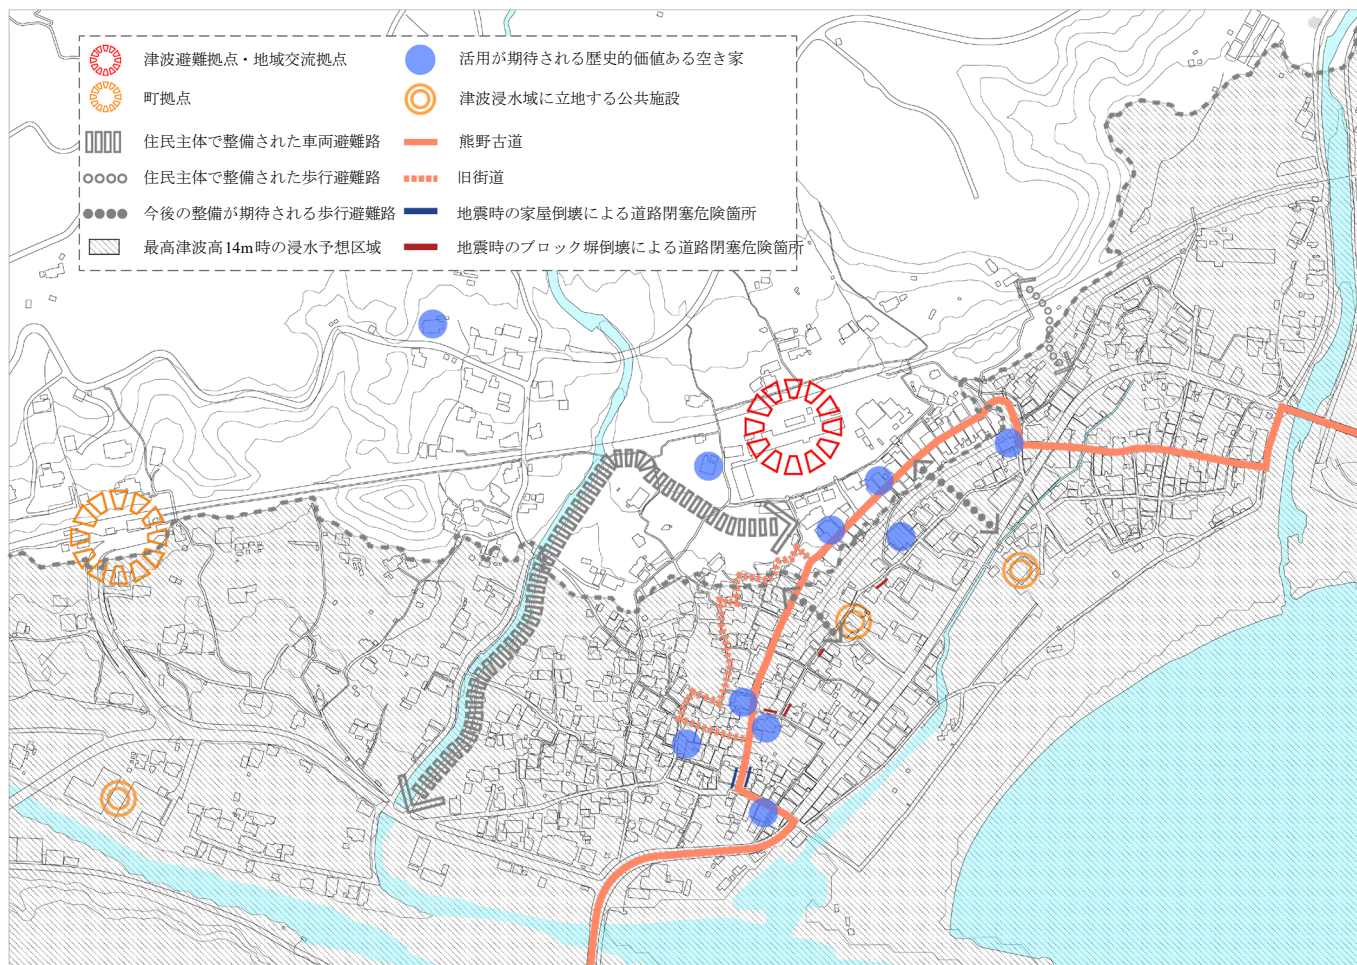 津波避難拠点・地域交流拠点
町拠点
住民主体で整備された車両避難路
住民主体で整備された歩行避難路
今後の整備が期待される歩行避難路
最高津波高14m時の浸水予想区域
活用が期待される歴史的価値ある空き家
津波浸水域に立地する公共施設
熊野古道
旧街道
地震時の家屋倒壊による道路閉塞危険箇所
地震時のブロック塀倒壊による道路閉塞危険箇所